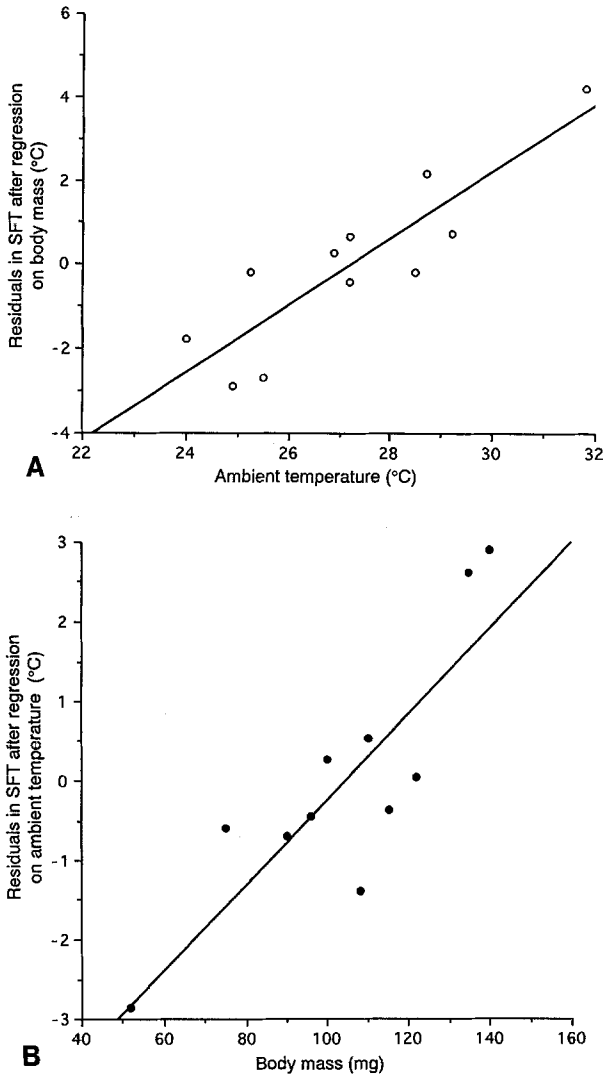 6
4
2
0
-2
-4
22 24 26 28 30 32
Residuals in SFT after regression
on body mass (°C)
Ambient temperature (°C)
A
3
2
1
0
-1
-2
-3
40 60 80 100 120 140 160
Residuals in SFT after regression
on ambient temperature (°C)
Body mass (mg)
B